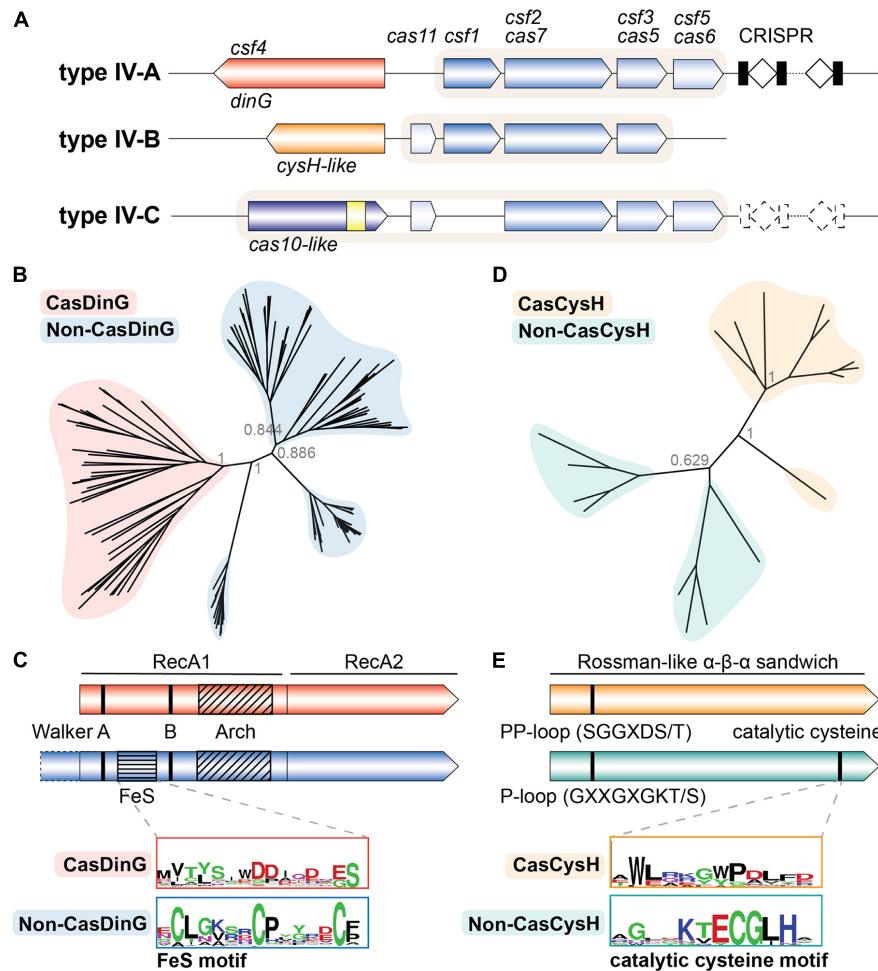 A
csf4
cas11 csf1
csf2
cas7
csf3
cas5
csf5
cas6
CRISPR
type IV-A
dinG
type IV-B
cysH-like
type IV-C
cas10-like
B
CasDinG
Non-CasDinG
0.844
0.886
1
1
D
CasCysH
Non-CasCysH
1
1
0.629
C
RecA1
RecA2
Walker A
B
Arch
FeS
CasDinG
Non-CasDinG
FeS motif
E
Rossman-like α-β-α sandwich
PP-loop (SGGXDS/T)
catalytic cysteine
P-loop (GXXGXGKT/S)
CasCysH
Non-CasCysH
catalytic cysteine motif